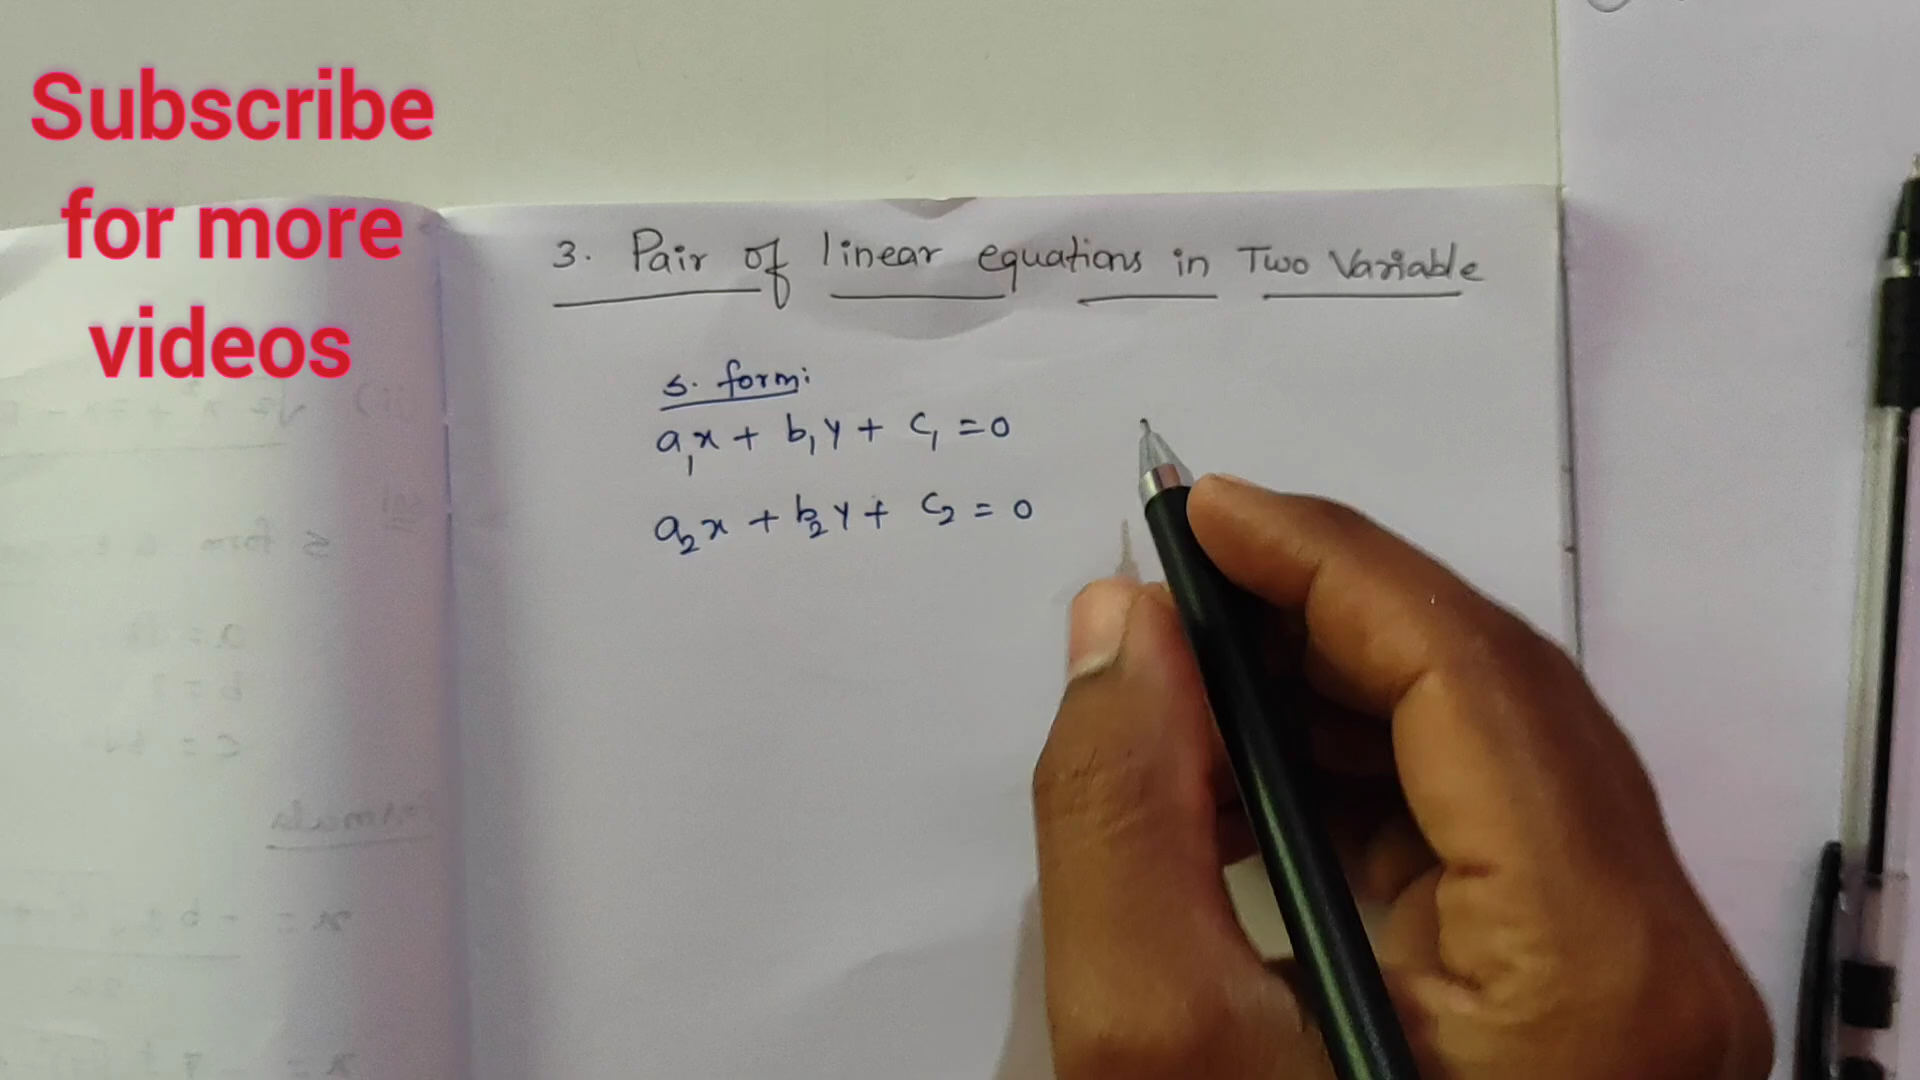 Subscribe
for more
videos
3. Pair of linear equations in Two Variable
s. form:
a₁x + b₁y + c₁ = 0
a₂x + b₂y + c₂ = 0